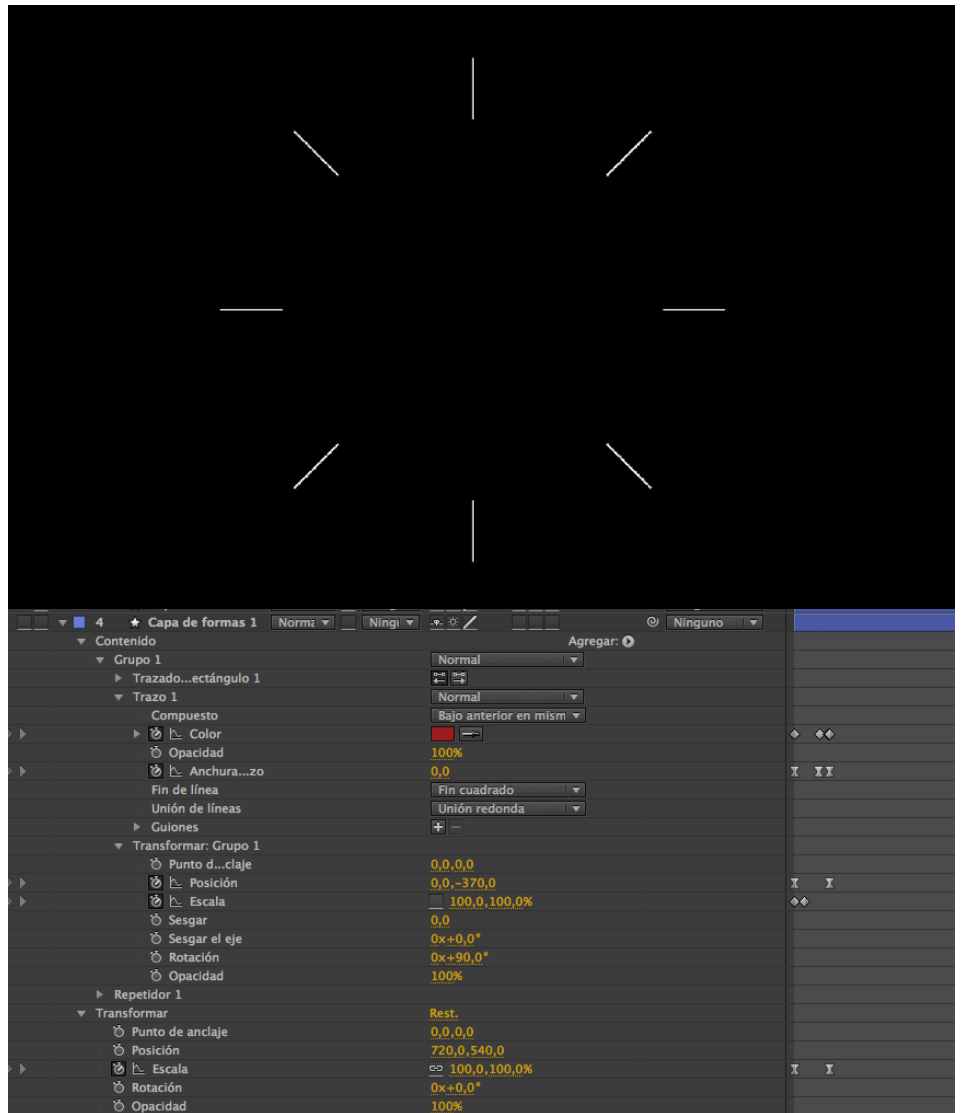 4 Capa de formas 1 Norma Ningu Ninguno
Contenido Agregar:
Grupo 1 Normal
Trazado...ectángulo 1
Trazo 1 Normal
Compuesto Bajo anterior en mism
Color
Opacidad 100%
Anchura...zo 0,0
Fin de línea Fin cuadrado
Unión de líneas Unión redonda
Guiones
Transformar: Grupo 1
Punto d...claje 0,0,0,0
Posición 0,0,-370,0
Escala 100,0,100,0%
Sesgar 0,0
Sesgar el eje 0x+0,0°
Rotación 0x+90,0°
Opacidad 100%
Repetidor 1
Transformar Rest.
Punto de anclaje 0,0,0,0
Posición 720,0,540,0
Escala 100,0,100,0%
Rotación 0x+0,0°
Opacidad 100%